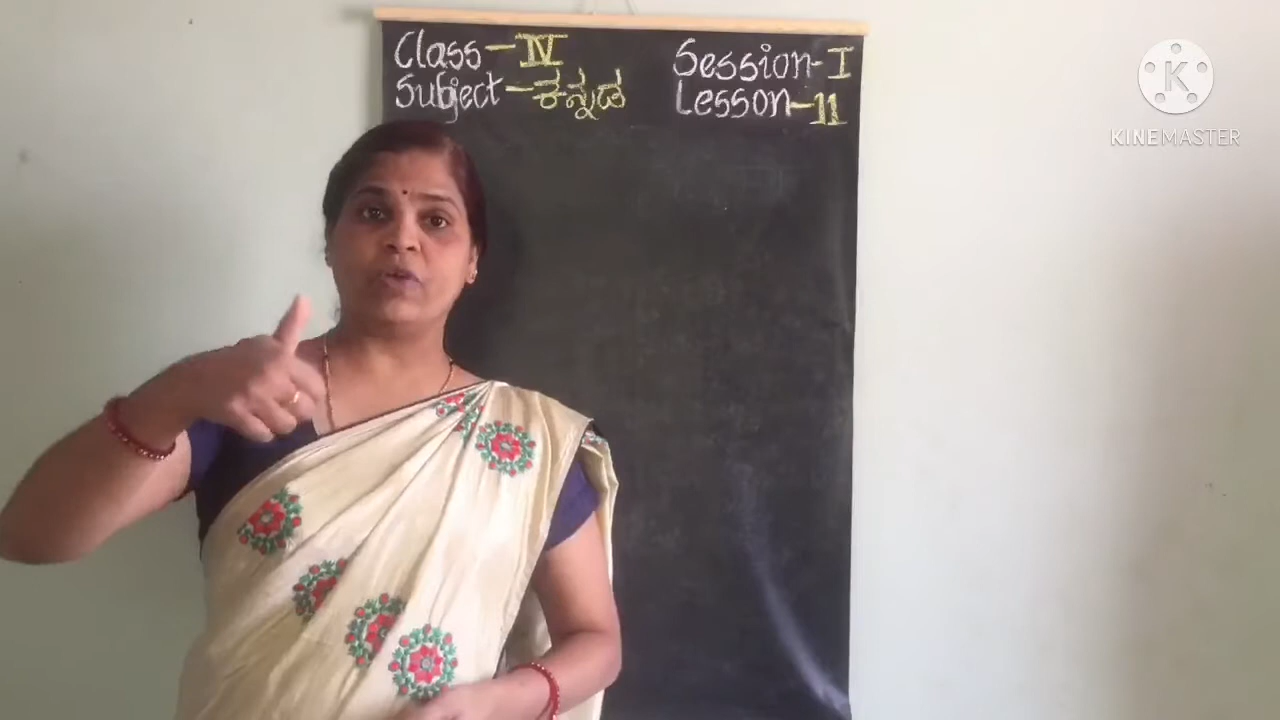 Class-IV
Subject-ಕನ್ನಡ
Session-I
Lesson-11
K
KINEMASTER